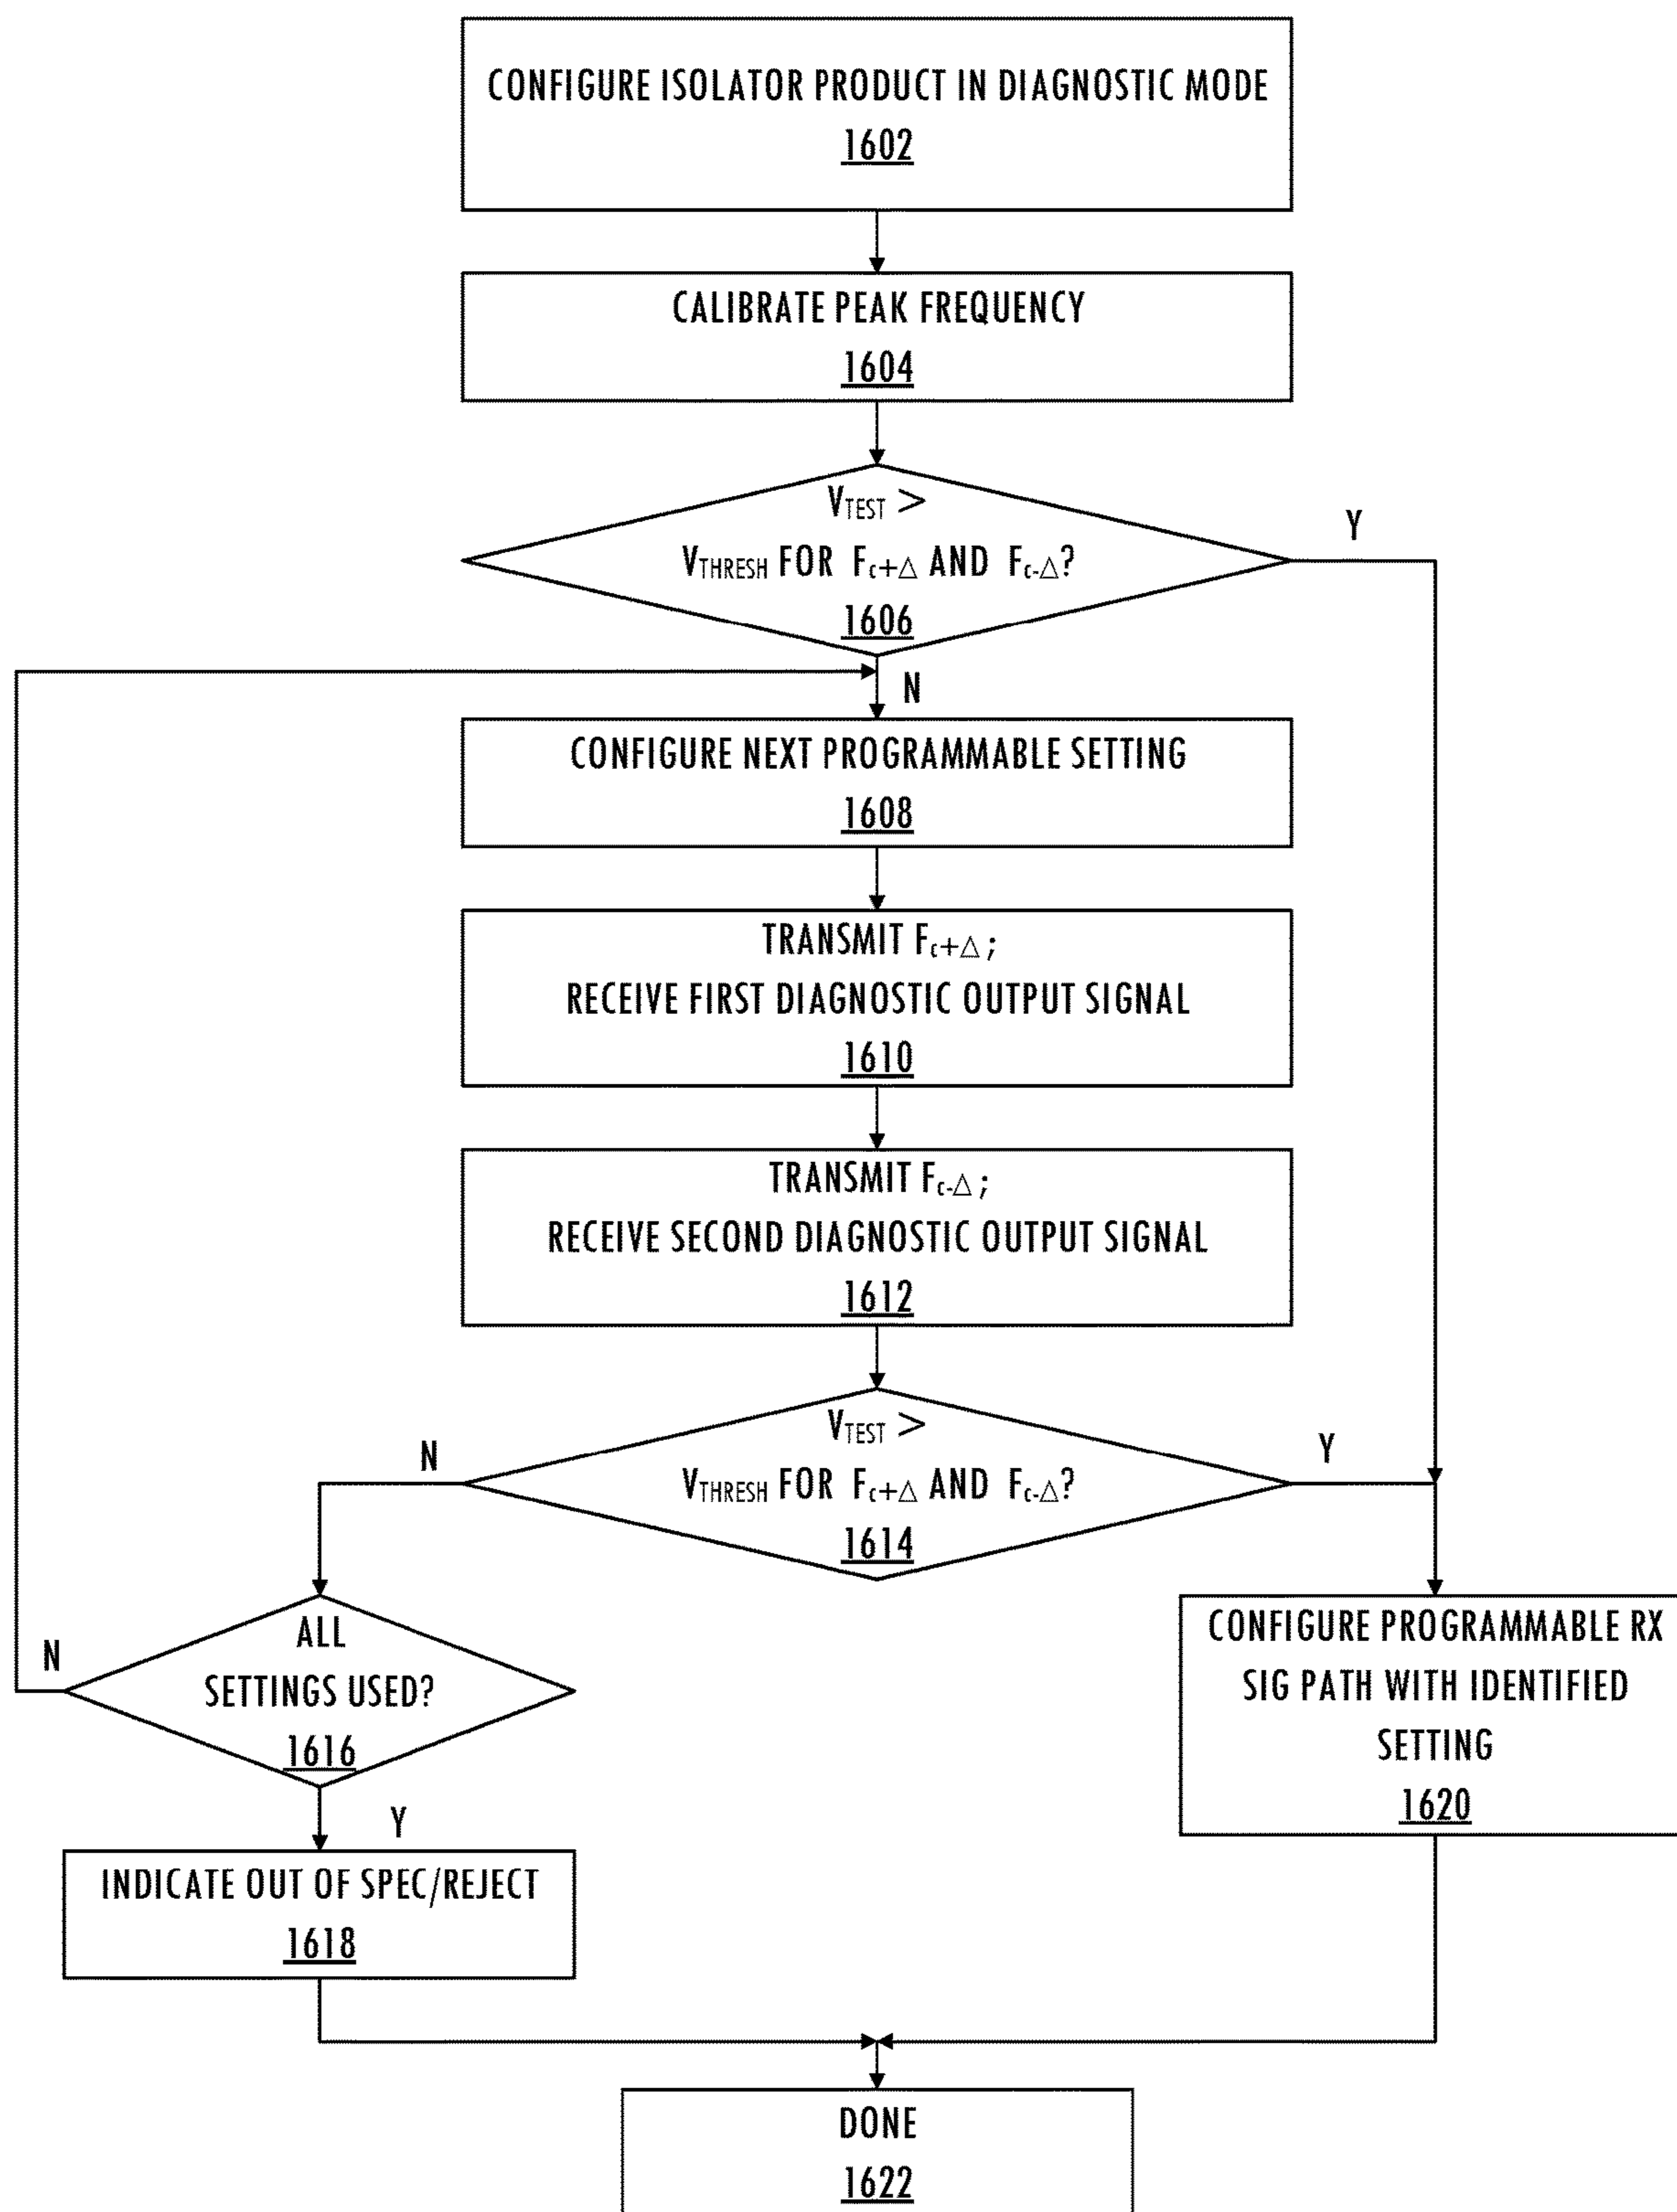 CONFIGURE ISOLATOR PRODUCT IN DIAGNOSTIC MODE
1602
CALIBRATE PEAK FREQUENCY
1604
VTEST >
VTHRESH FOR Fc+△ AND Fc-△?
1606
Y
N
CONFIGURE NEXT PROGRAMMABLE SETTING
1608
TRANSMIT Fc+△;
RECEIVE FIRST DIAGNOSTIC OUTPUT SIGNAL
1610
TRANSMIT Fc-△;
RECEIVE SECOND DIAGNOSTIC OUTPUT SIGNAL
1612
VTEST >
VTHRESH FOR Fc+△ AND Fc-△?
1614
N
Y
ALL
SETTINGS USED?
1616
N
Y
CONFIGURE PROGRAMMABLE RX
SIG PATH WITH IDENTIFIED
SETTING
1620
INDICATE OUT OF SPEC/REJECT
1618
DONE
1622